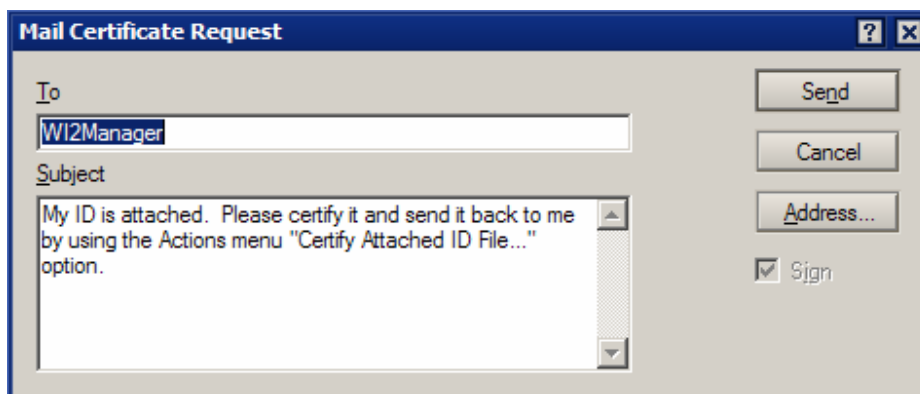 Mail Certificate Request
To
Send
WI2Manager
Cancel
Subject
My ID is attached.  Please certify it and send it back to me
by using the Actions menu "Certify Attached ID File..."
option.
Address...
Sign